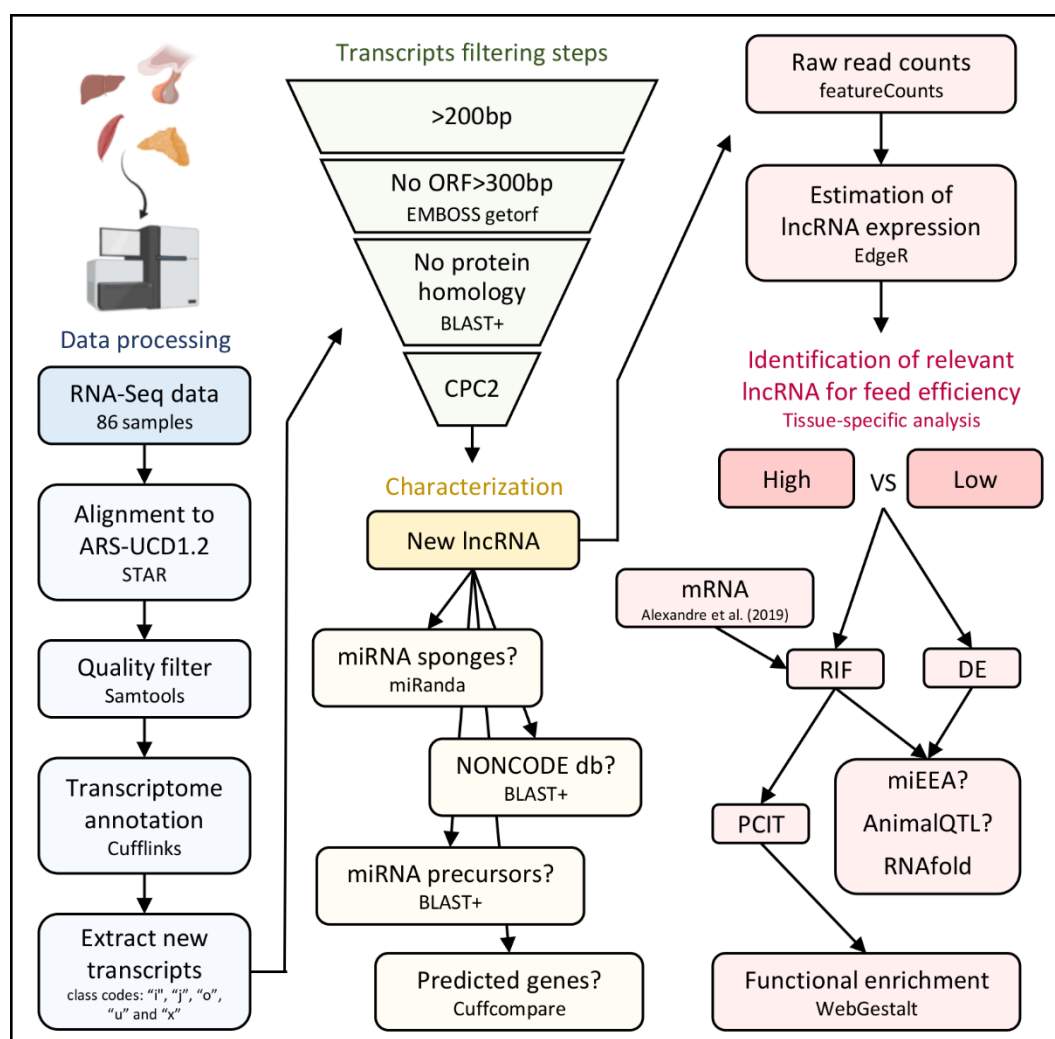 Data processing
RNA-Seq data
86 samples
Alignment to
ARS-UCD1.2
STAR
Quality filter
Samtools
Transcriptome
annotation
Cufflinks
Extract new
transcripts
class codes: “i", “j”, “o”,
“u” and “x”
Transcripts filtering steps
>200bp
No ORF>300bp
EMBOSS getorf
No protein
homology
BLAST+
CPC2
Characterization
New lncRNA
miRNA sponges?
miRanda
NONCODE db?
BLAST+
miRNA precursors?
BLAST+
Predicted genes?
Cuffcompare
Raw read counts
featureCounts
Estimation of
lncRNA expression
EdgeR
Identification of relevant
lncRNA for feed efficiency
Tissue-specific analysis
High VS Low
mRNA
Alexandre et al. (2019)
RIF
DE
PCIT
miEEA?
AnimalQTL?
RNAfold
Functional enrichment
WebGestalt